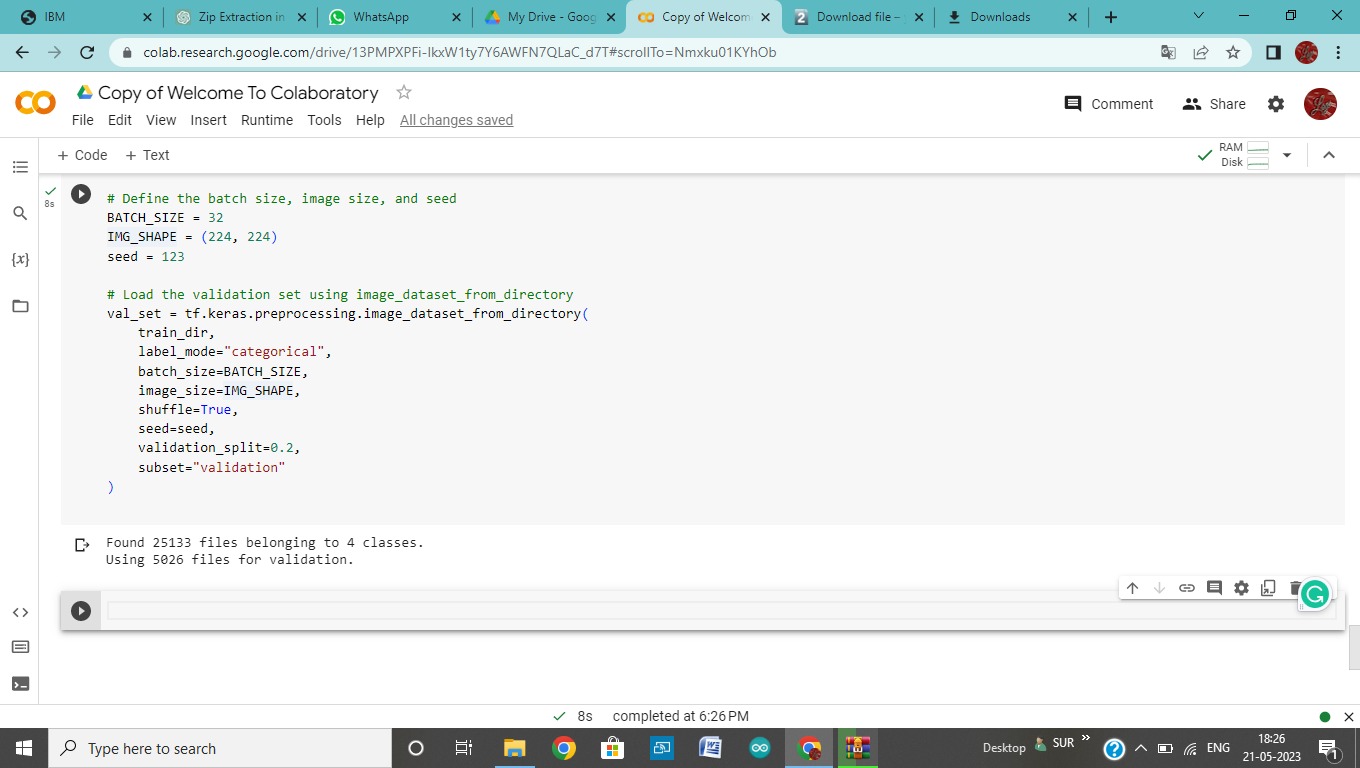 IBM
Zip Extraction in
WhatsApp
My Drive - Goog
Copy of Welcom
Download file –
Downloads
colab.research.google.com/drive/13PMPXPFi-IkxW1ty7Y6AWFN7QLaC_d7T#scrollTo=Nmxku01KYhOb
Copy of Welcome To Colaboratory
Comment
Share
File Edit View Insert Runtime Tools Help All changes saved
+ Code + Text
RAM
Disk
8s
# Define the batch size, image size, and seed
BATCH_SIZE = 32
IMG_SHAPE = (224, 224)
seed = 123
# Load the validation set using image_dataset_from_directory
val_set = tf.keras.preprocessing.image_dataset_from_directory(
train_dir,
label_mode="categorical",
batch_size=BATCH_SIZE,
image_size=IMG_SHAPE,
shuffle=True,
seed=seed,
validation_split=0.2,
subset="validation"
)
{x}
Found 25133 files belonging to 4 classes.
Using 5026 files for validation.
8s completed at 6:26 PM
Type here to search
Desktop
SUR
ENG
18:26
21-05-2023
1